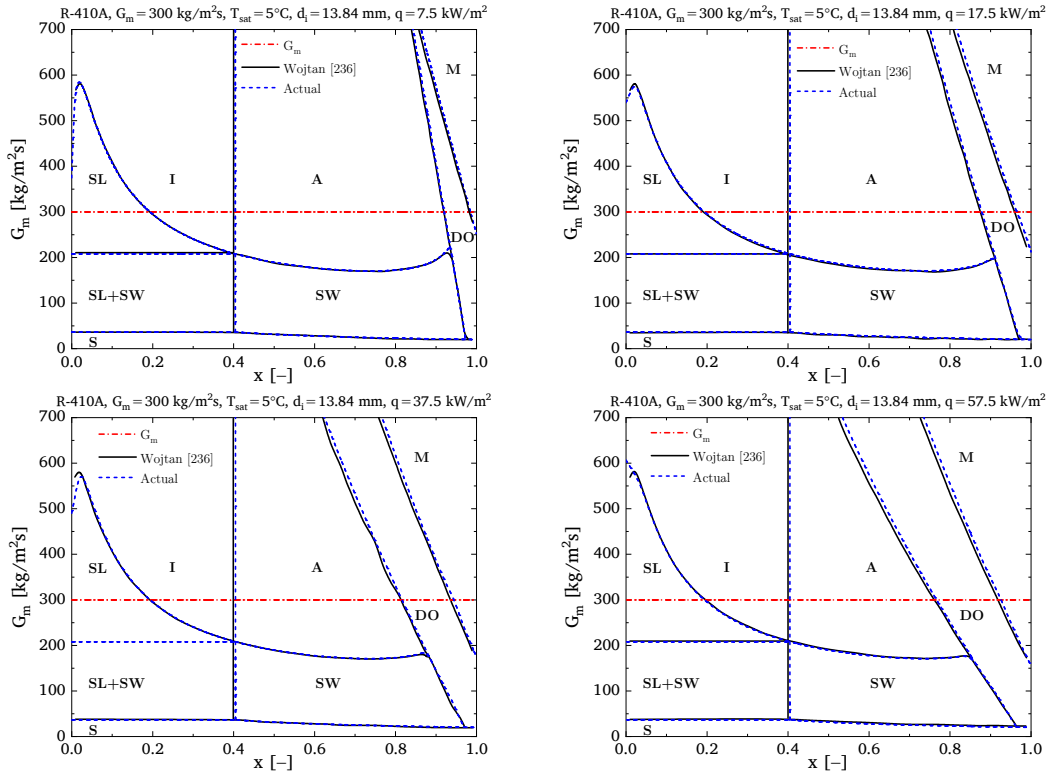 R-410A, Gm = 300 kg/m²s, Tsat = 5°C, di = 13.84 mm, q = 7.5 kW/m²
Gm
Wojtan [236]
Actual
M
SL
I
A
DO
SL+SW
SW
S
Gm [kg/m²s]
700
600
500
400
300
200
100
0
0.0 0.2 0.4 0.6 0.8 1.0
x [−]
R-410A, Gm = 300 kg/m²s, Tsat = 5°C, di = 13.84 mm, q = 17.5 kW/m²
Gm
Wojtan [236]
Actual
M
SL
I
A
DO
SL+SW
SW
S
Gm [kg/m²s]
700
600
500
400
300
200
100
0
0.0 0.2 0.4 0.6 0.8 1.0
x [−]
R-410A, Gm = 300 kg/m²s, Tsat = 5°C, di = 13.84 mm, q = 37.5 kW/m²
Gm
Wojtan [236]
Actual
M
SL
I
A
DO
SL+SW
SW
S
Gm [kg/m²s]
700
600
500
400
300
200
100
0
0.0 0.2 0.4 0.6 0.8 1.0
x [−]
R-410A, Gm = 300 kg/m²s, Tsat = 5°C, di = 13.84 mm, q = 57.5 kW/m²
Gm
Wojtan [236]
Actual
M
SL
I
A
DO
SL+SW
SW
S
Gm [kg/m²s]
700
600
500
400
300
200
100
0
0.0 0.2 0.4 0.6 0.8 1.0
x [−]